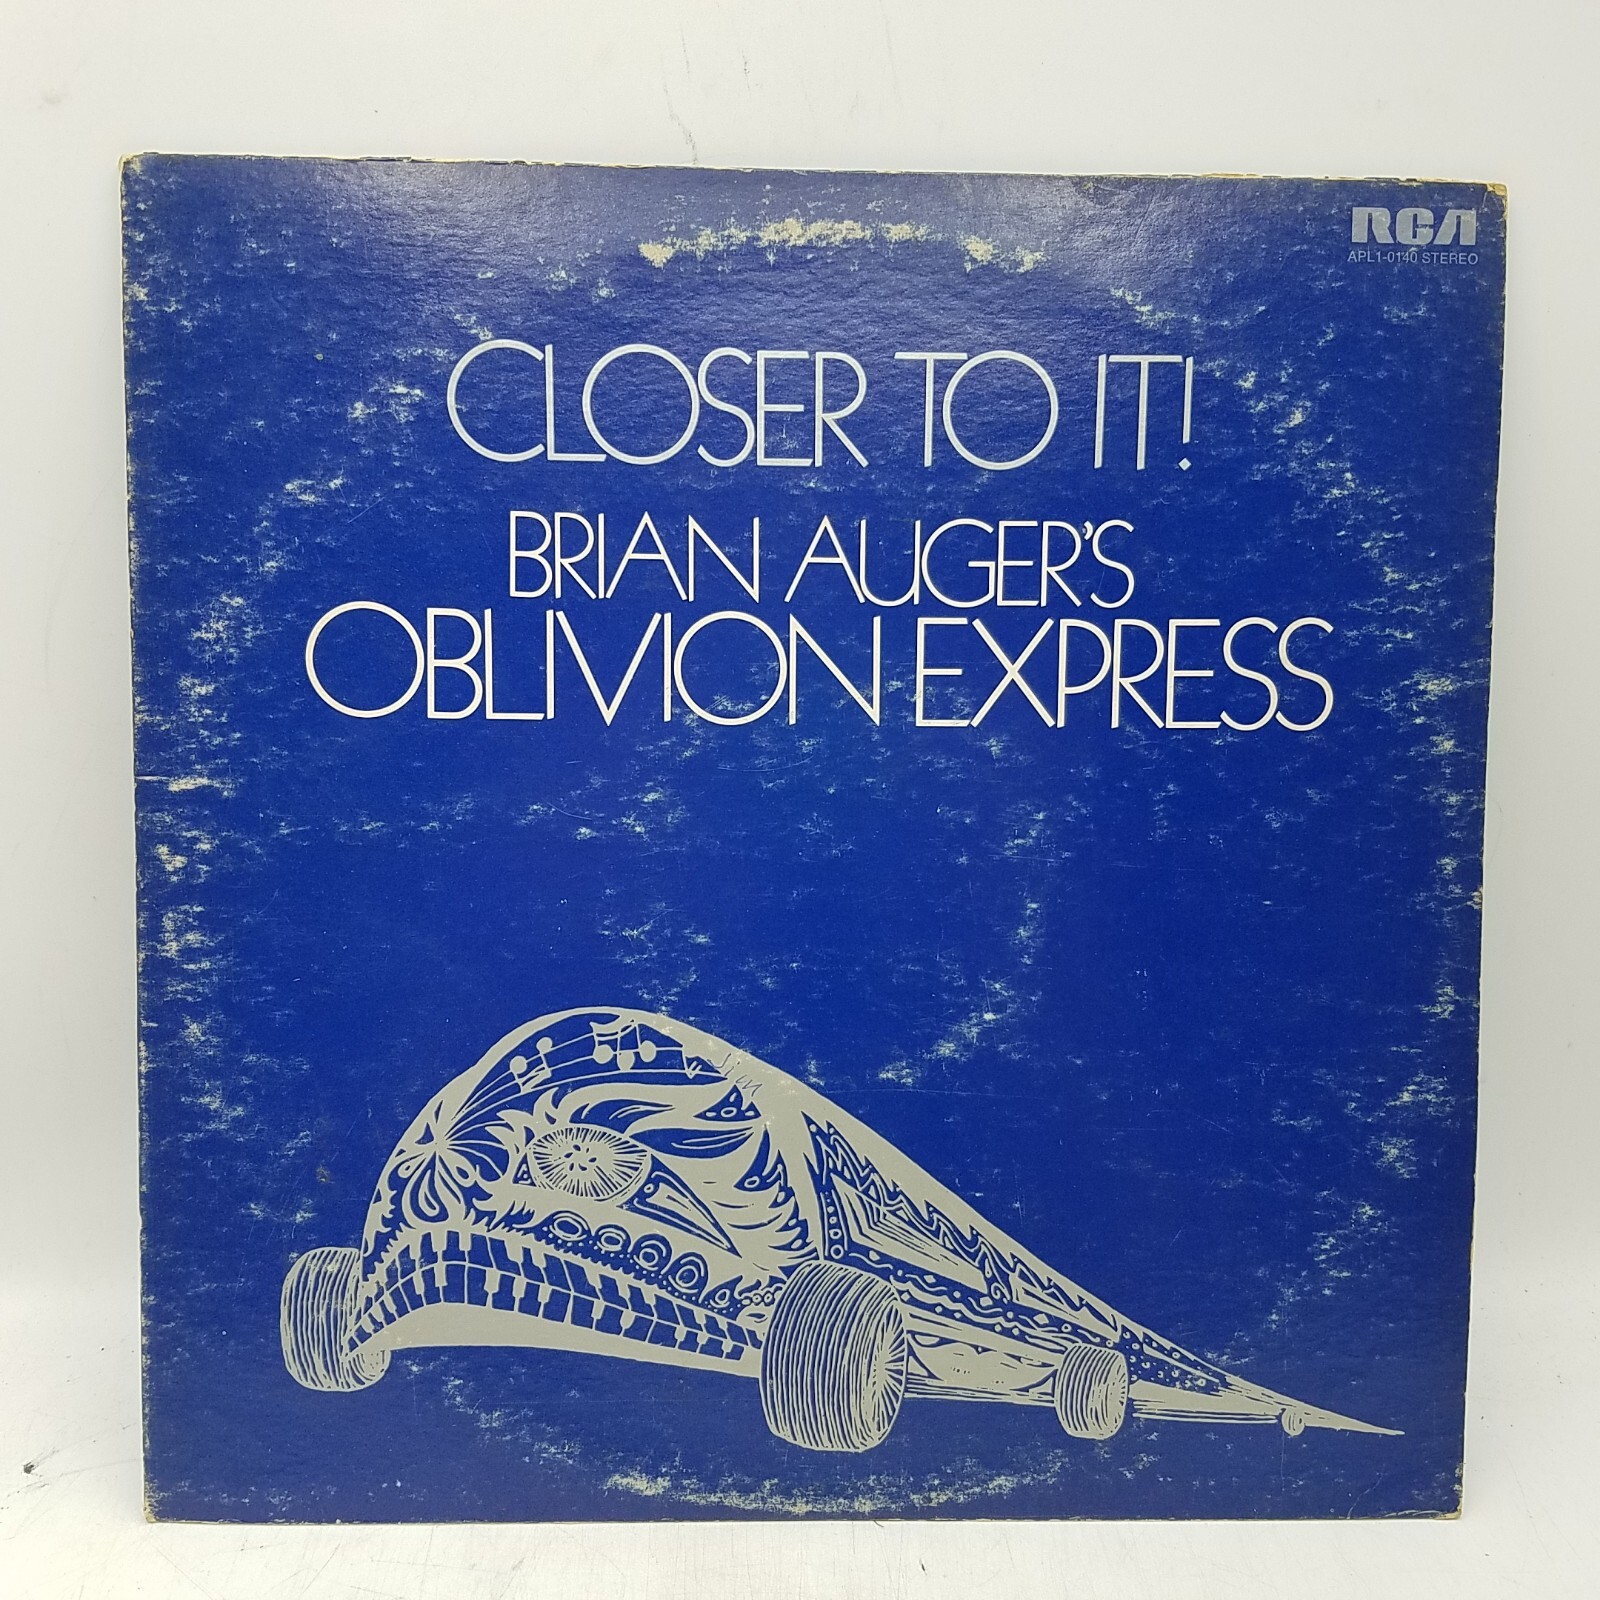 RCA
APL1-0140 STEREO
CLOSER TO IT!
BRIAN AUGER'S
OBLIVION EXPRESS